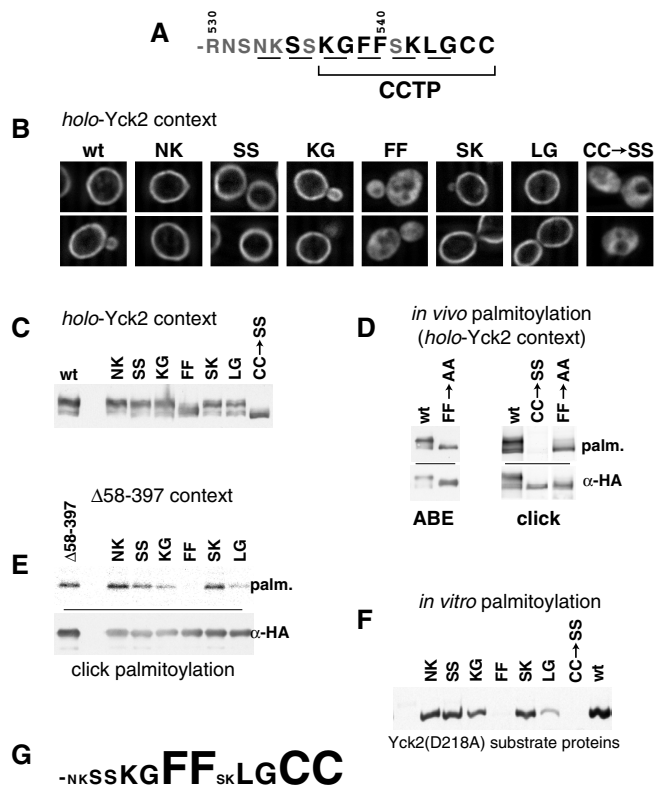 A
530
540
-RNSNKSSKGFFSKLGCC
CCTP
B
holo-Yck2 context
wt NK SS KG FF SK LG CC→SS
C
holo-Yck2 context
wt NK SS KG FF SK LG CC→SS
D
in vivo palmitoylation
(holo-Yck2 context)
wt FF→AA wt CC→SS FF→AA
palm.
α-HA
ABE click
E
Δ58-397 context
Δ58-397 NK SS KG FF SK LG
palm.
α-HA
click palmitoylation
F
in vitro palmitoylation
NK SS KG FF SK LG CC→SS wt
Yck2(D218A) substrate proteins
G
-NKSSKGFFSKLGCC